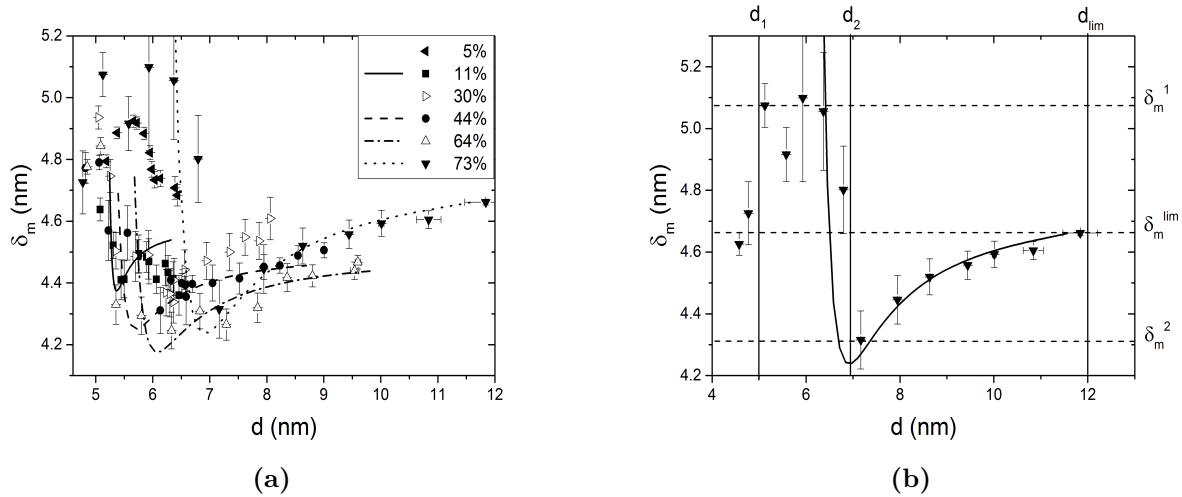 5.2
5.0
4.8
4.6
4.4
4.2
δm (nm)
5 6 7 8 9 10 11 12
d (nm)
5%
11%
30%
44%
64%
73%
(a)
d1 d2 dlim
5.2
5.0
4.8
4.6
4.4
4.2
δm (nm)
δm1
δmlim
δm2
4 6 8 10 12
d (nm)
(b)